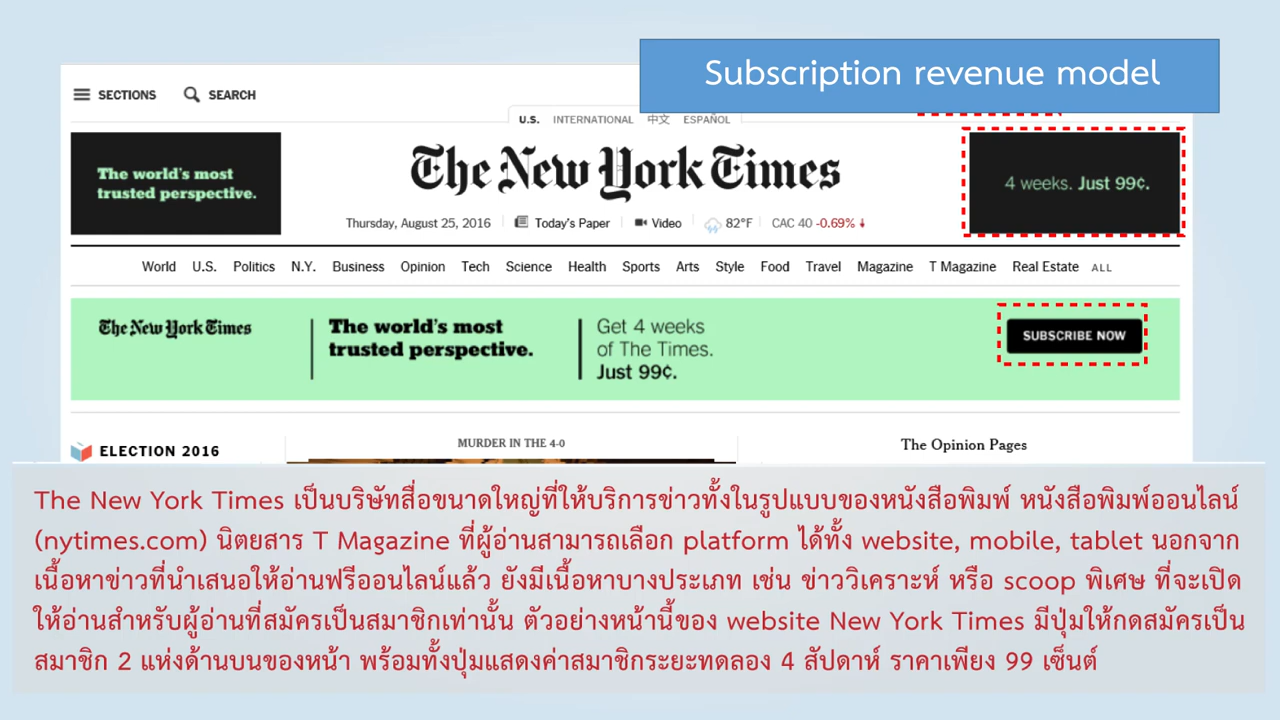 Subscription revenue model
SECTIONS SEARCH
U.S. INTERNATIONAL 中文 ESPAÑOL
The world's most
trusted perspective.
The New York Times
4 weeks. Just 99¢.
Thursday, August 25, 2016 Today's Paper Video 82°F CAC 40 -0.69%
World U.S. Politics N.Y. Business Opinion Tech Science Health Sports Arts Style Food Travel Magazine T Magazine Real Estate ALL
The New York Times
The world's most
trusted perspective.
Get 4 weeks
of The Times.
Just 99¢.
SUBSCRIBE NOW
ELECTION 2016
MURDER IN THE 4-0
The Opinion Pages
The New York Times เป็นบริษัทสื่อขนาดใหญ่ที่ให้บริการข่าวทั้งในรูปแบบของหนังสือพิมพ์ หนังสือพิมพ์ออนไลน์
(nytimes.com) นิตยสาร T Magazine ที่ผู้อ่านสามารถเลือก platform ได้ทั้ง website, mobile, tablet นอกจาก
เนื้อหาข่าวที่นำเสนอให้อ่านฟรีออนไลน์แล้ว ยังมีเนื้อหาบางประเภท เช่น ข่าววิเคราะห์ หรือ scoop พิเศษ ที่จะเปิด
ให้อ่านสำหรับผู้อ่านที่สมัครเป็นสมาชิกเท่านั้น ตัวอย่างหน้านี้ของ website New York Times มีปุ่มให้กดสมัครเป็น
สมาชิก 2 แห่งด้านบนของหน้า พร้อมทั้งปุ่มแสดงค่าสมาชิกระยะทดลอง 4 สัปดาห์ ราคาเพียง 99 เซ็นต์